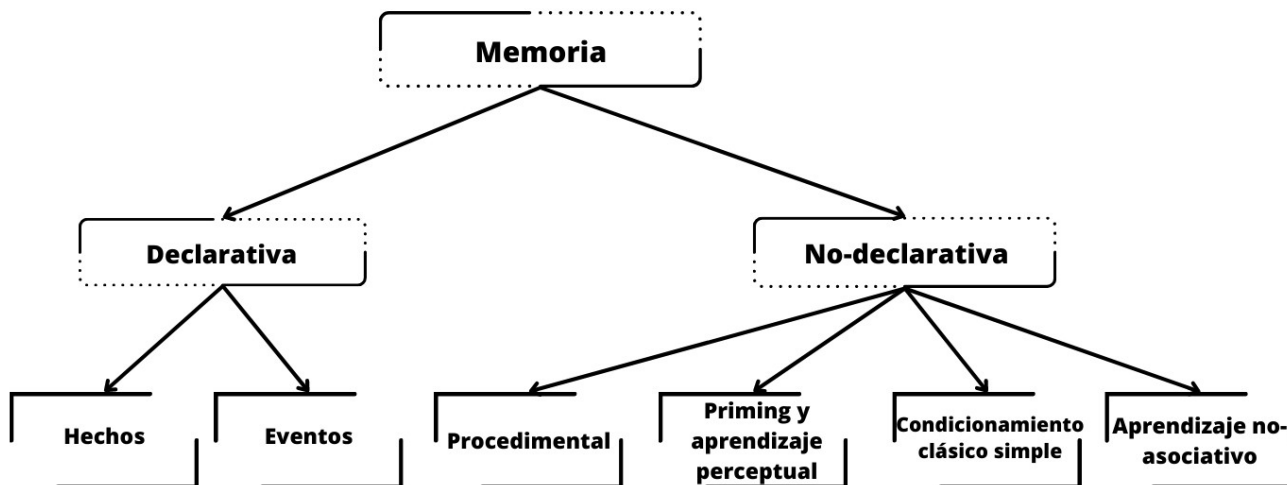 Memoria
Declarativa
No-declarativa
Hechos
Eventos
Procedimental
Priming y
aprendizaje
perceptual
Condicionamiento
clásico simple
Aprendizaje no-
asociativo